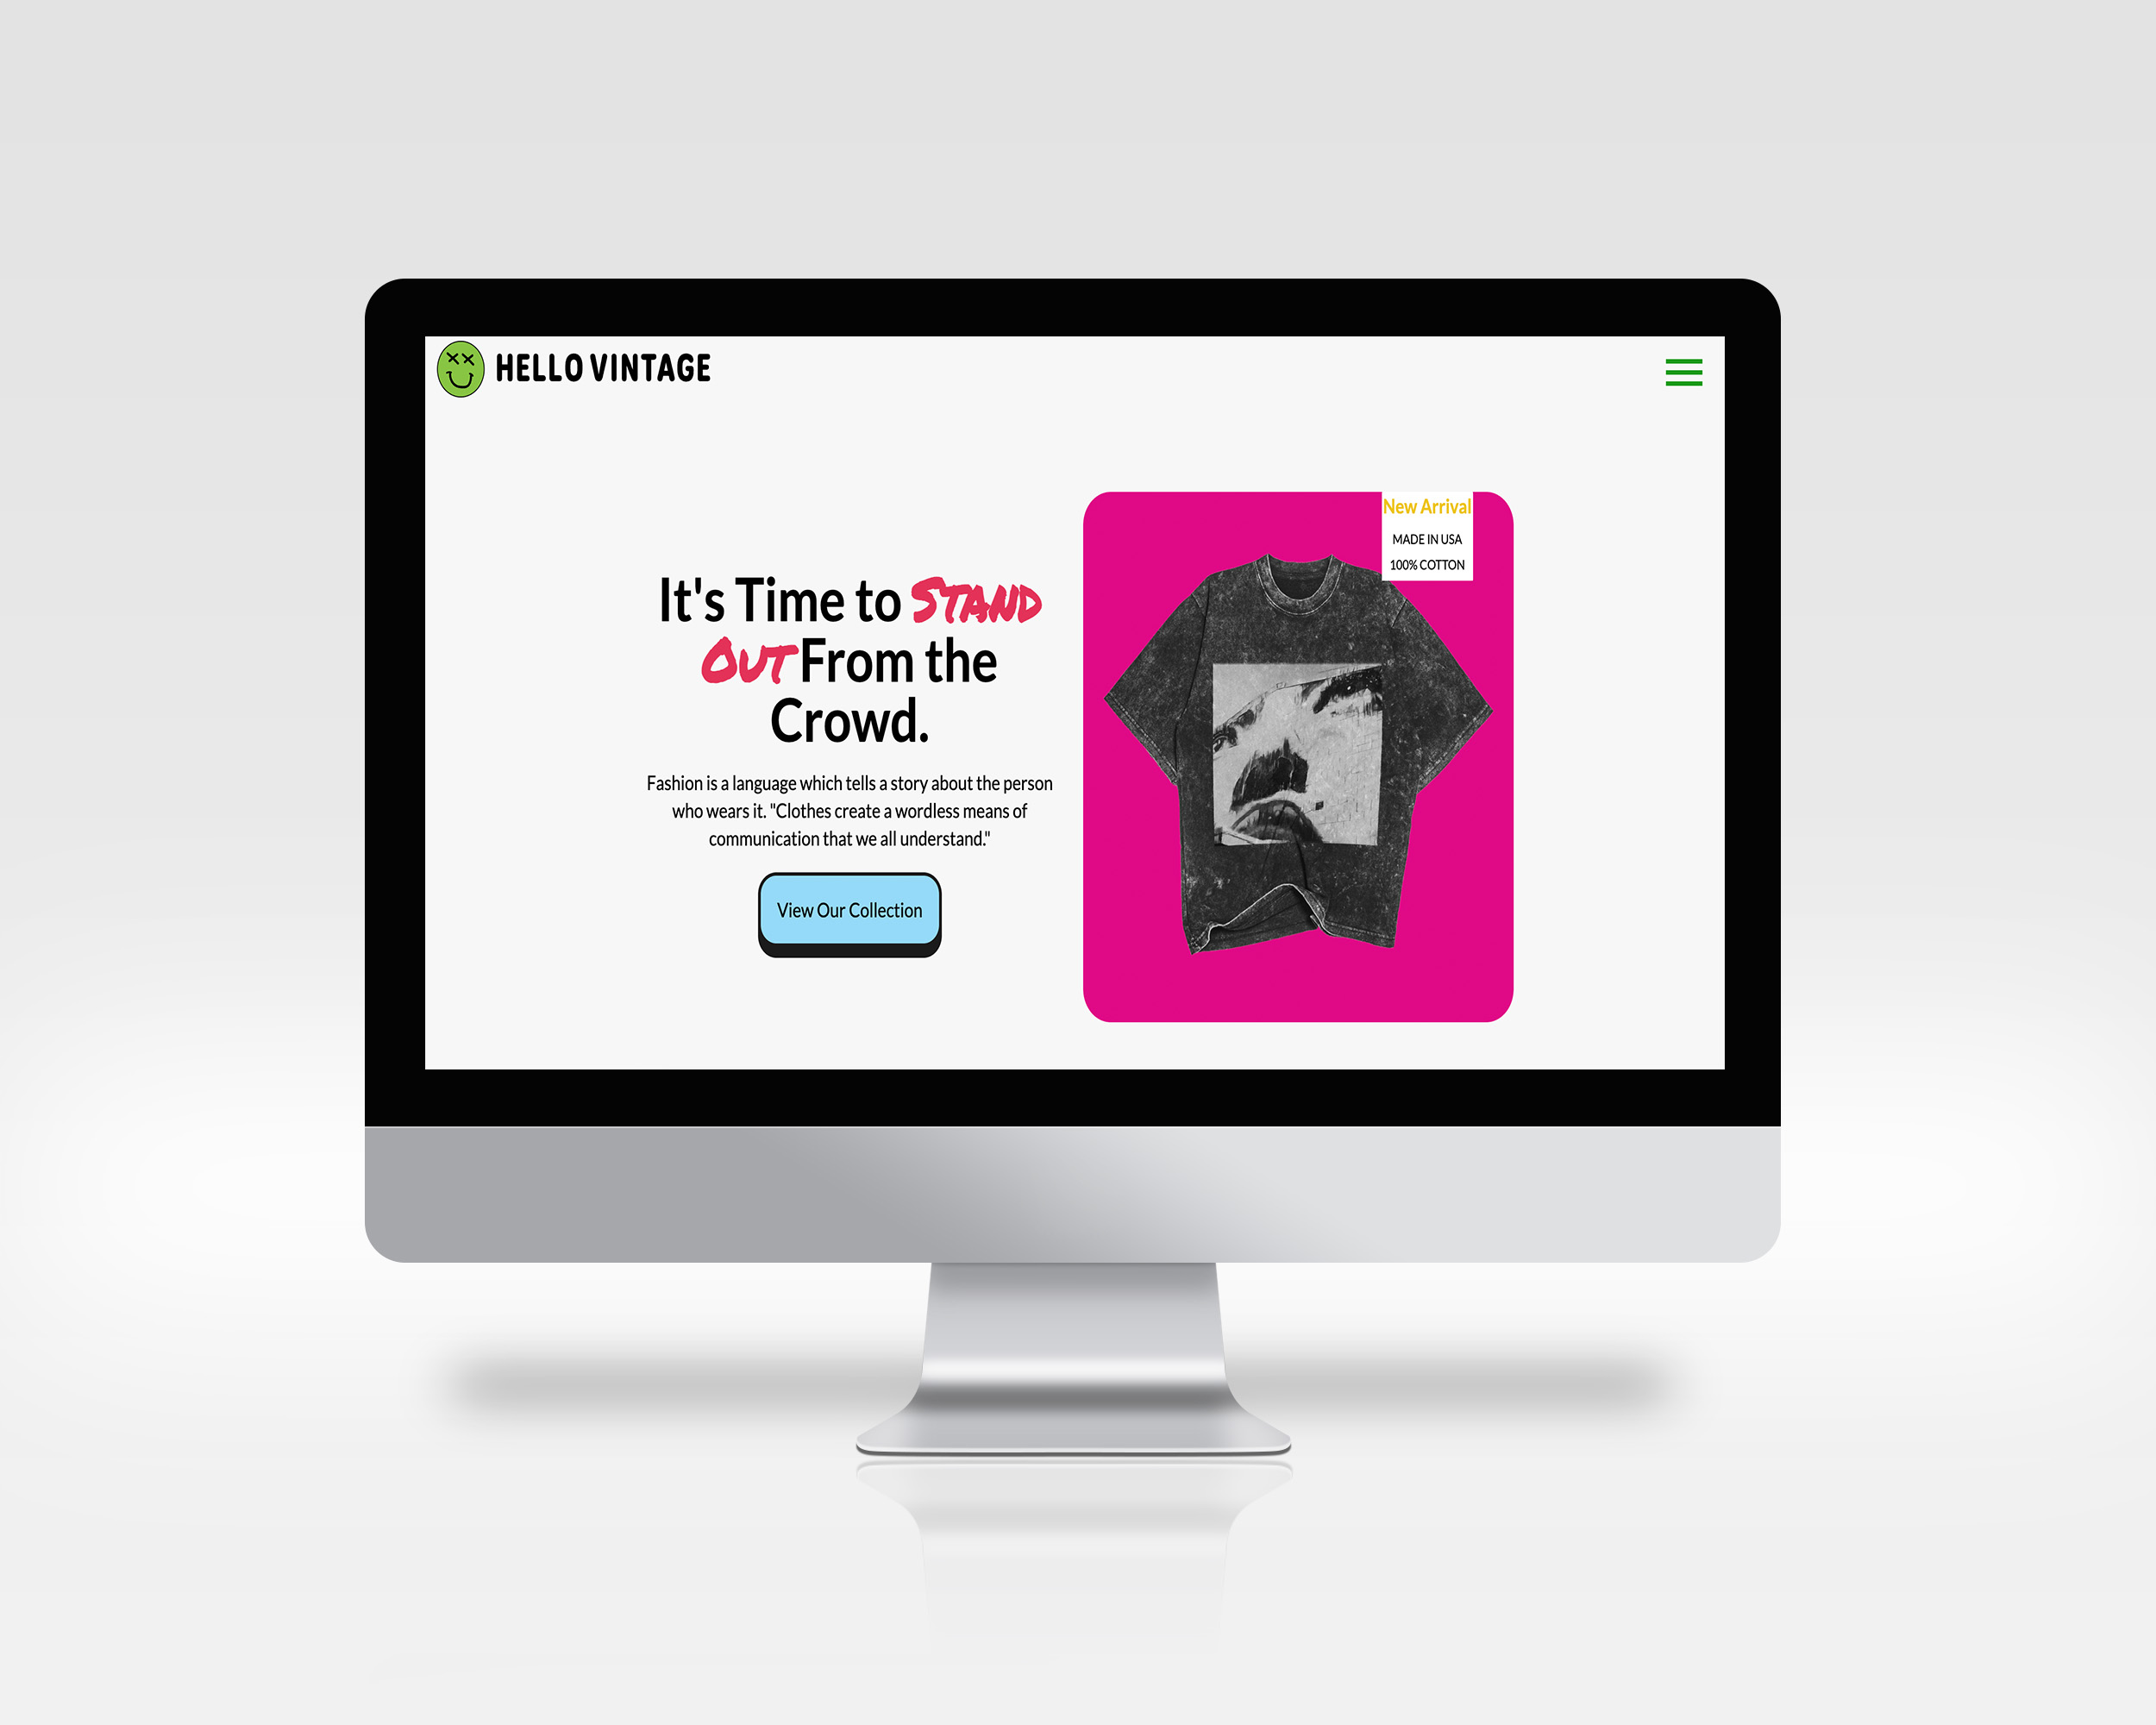 HELLO VINTAGE
It's Time to STAND
OUT From the
Crowd.
Fashion is a language which tells a story about the person
who wears it. "Clothes create a wordless means of
communication that we all understand."
View Our Collection
New Arrival
MADE IN USA
100% COTTON